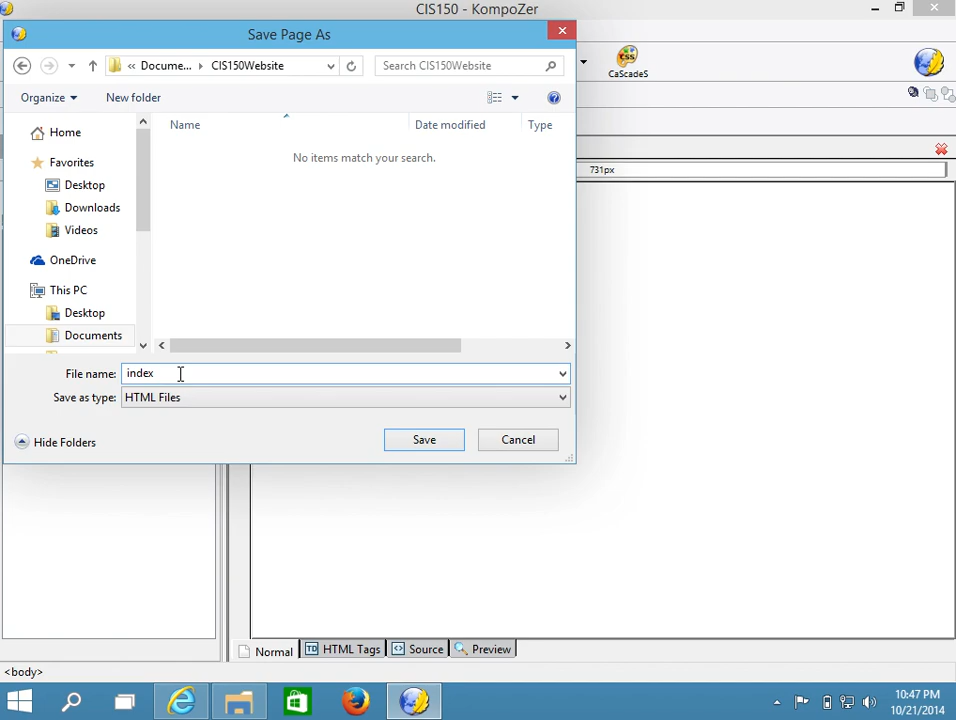 CIS150 - KompoZer
Save Page As
« Docume... › CIS150Website
Search CIS150Website
CaScadeS
Organize
New folder
Name
Date modified
Type
Home
No items match your search.
731px
Favorites
Desktop
Downloads
Videos
OneDrive
This PC
Desktop
Documents
File name: index
Save as type: HTML Files
Hide Folders
Save
Cancel
Normal
HTML Tags
Source
Preview
<body>
10:47 PM
10/21/2014